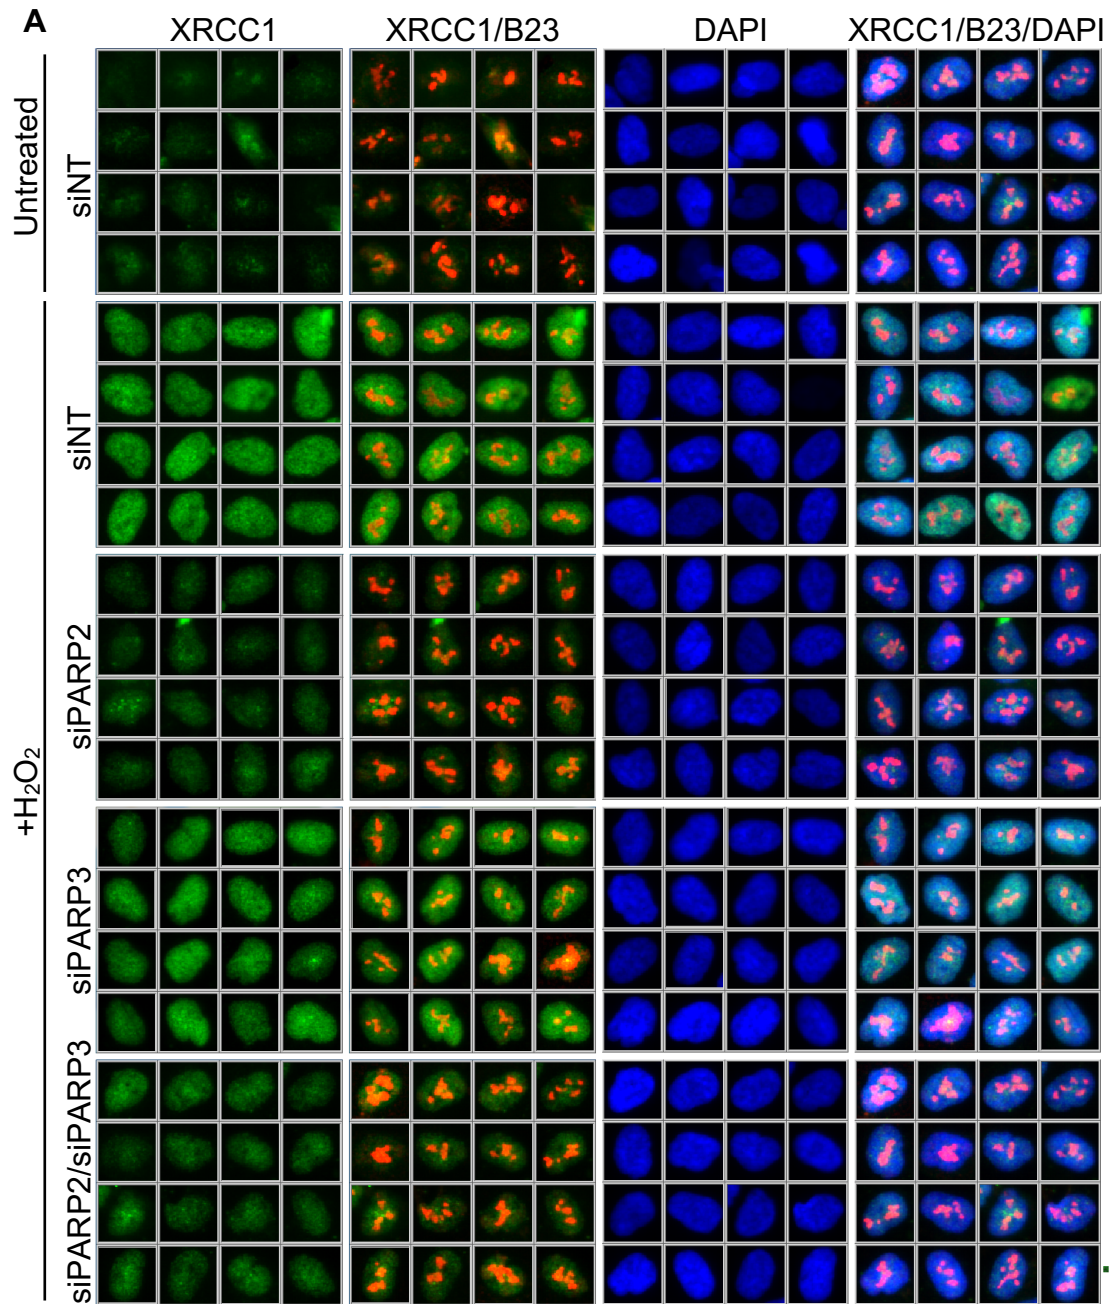 A
XRCC1
XRCC1/B23
DAPI
XRCC1/B23/DAPI
Untreated
siNT
+H₂O₂
siNT
siPARP2
siPARP3
siPARP2/siPARP3